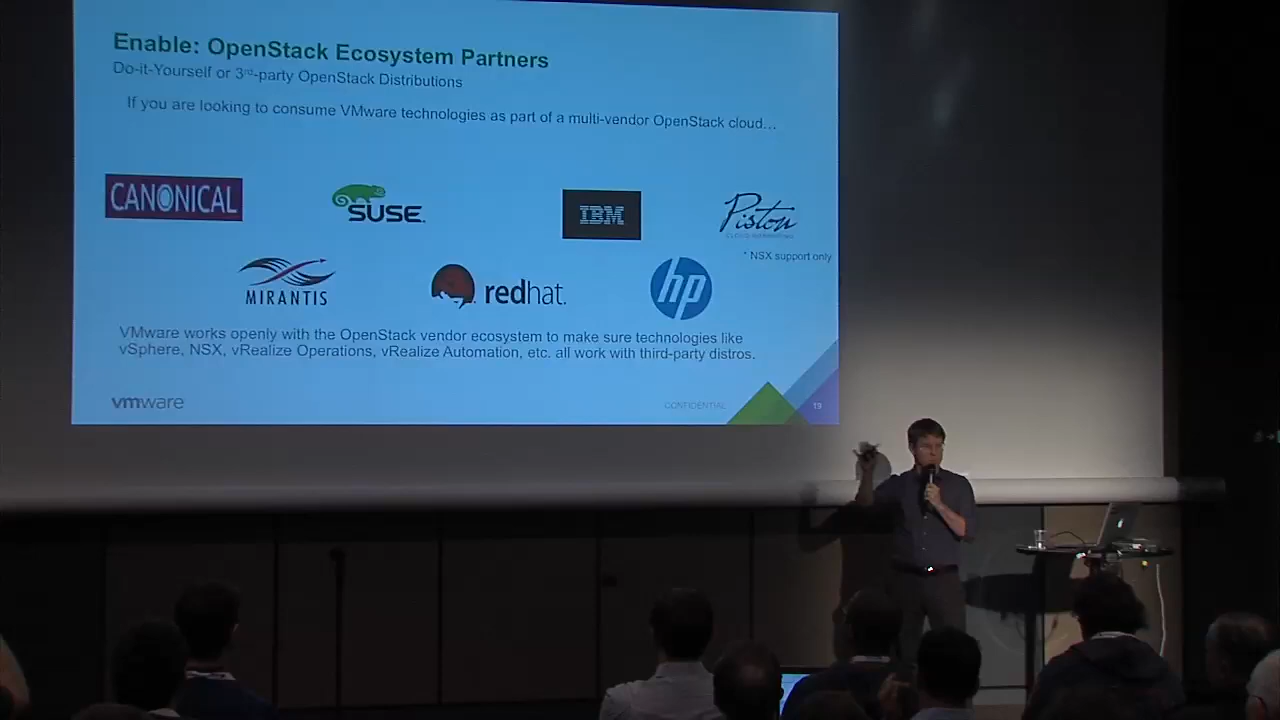 Enable: OpenStack Ecosystem Partners
Do-it-Yourself or 3rd-party OpenStack Distributions
If you are looking to consume VMware technologies as part of a multi-vendor OpenStack cloud…
CANONICAL
SUSE
IBM
Piston
* NSX support only
MIRANTIS
redhat.
hp
VMware works openly with the OpenStack vendor ecosystem to make sure technologies like
vSphere, NSX, vRealize Operations, vRealize Automation, etc. all work with third-party distros.
vmware
CONFIDENTIAL
19